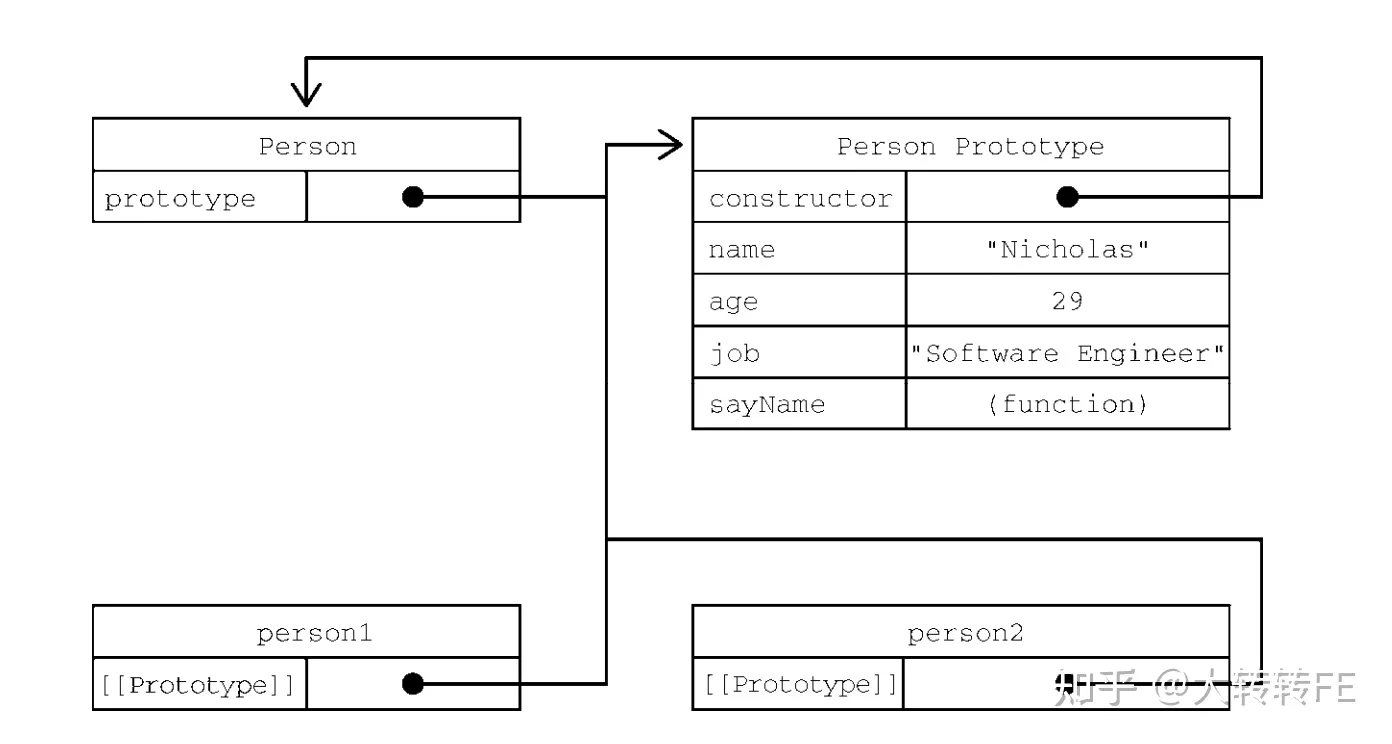 Person
prototype
Person Prototype
constructor
name "Nicholas"
age 29
job "Software Engineer"
sayName (function)
person1
[[Prototype]]
person2
[[Prototype]]
知乎 @大转转FE